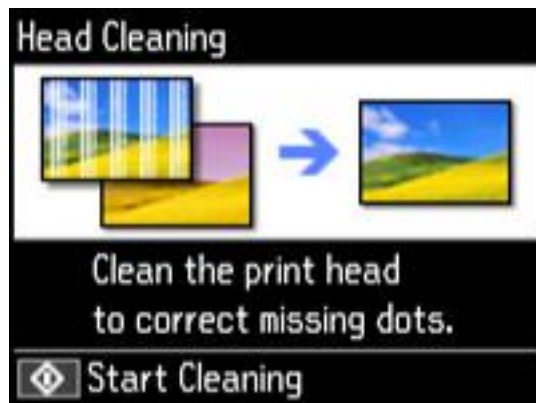 Head Cleaning
Clean the print head
to correct missing dots.
Start Cleaning